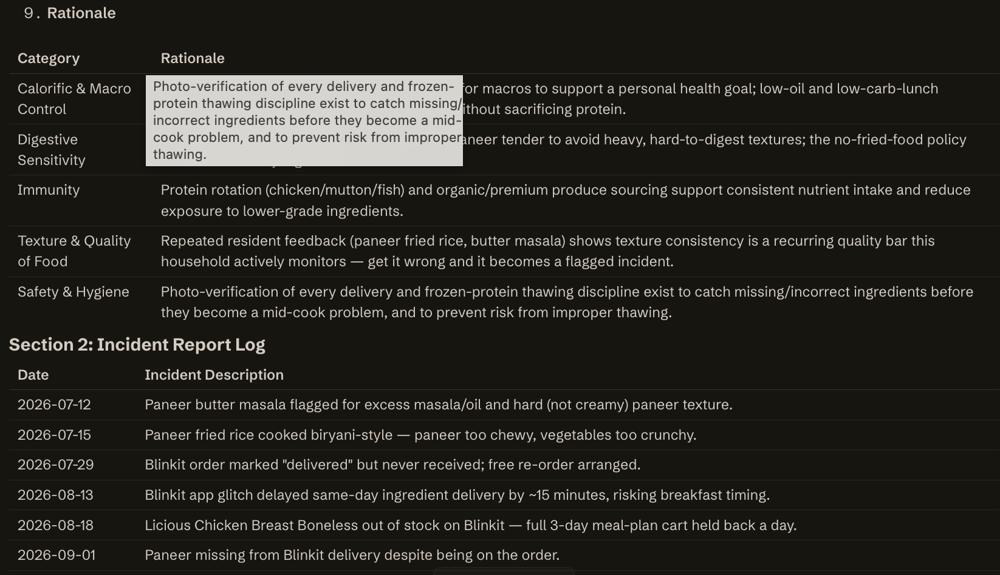 9. Rationale
Category Rationale
Calorific & Macro for macros to support a personal health goal; low-oil and low-carb-lunch
Control without sacrificing protein.
Photo-verification of every delivery and frozen-
protein thawing discipline exist to catch missing/
incorrect ingredients before they become a mid-
cook problem, and to prevent risk from improper
thawing.
Digestive paneer tender to avoid heavy, hard-to-digest textures; the no-fried-food policy
Sensitivity
Immunity Protein rotation (chicken/mutton/fish) and organic/premium produce sourcing support consistent nutrient intake and reduce
exposure to lower-grade ingredients.
Texture & Quality Repeated resident feedback (paneer fried rice, butter masala) shows texture consistency is a recurring quality bar this
of Food household actively monitors — get it wrong and it becomes a flagged incident.
Safety & Hygiene Photo-verification of every delivery and frozen-protein thawing discipline exist to catch missing/incorrect ingredients before
they become a mid-cook problem, and to prevent risk from improper thawing.
Section 2: Incident Report Log
Date Incident Description
2026-07-12 Paneer butter masala flagged for excess masala/oil and hard (not creamy) paneer texture.
2026-07-15 Paneer fried rice cooked biryani-style — paneer too chewy, vegetables too crunchy.
2026-07-29 Blinkit order marked "delivered" but never received; free re-order arranged.
2026-08-13 Blinkit app glitch delayed same-day ingredient delivery by ~15 minutes, risking breakfast timing.
2026-08-18 Licious Chicken Breast Boneless out of stock on Blinkit — full 3-day meal-plan cart held back a day.
2026-09-01 Paneer missing from Blinkit delivery despite being on the order.